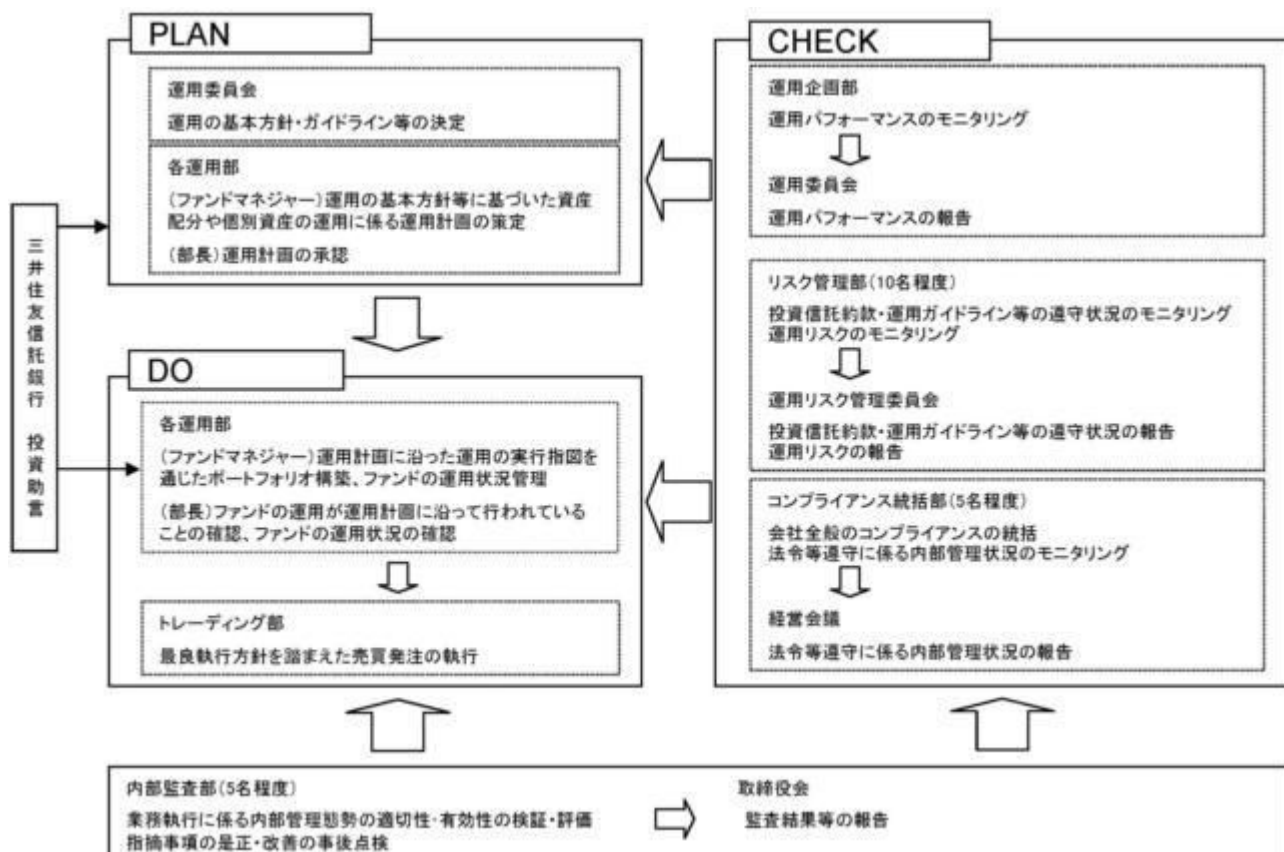 PLAN
運用委員会
運用の基本方針・ガイドライン等の決定
各運用部
(ファンドマネジャー)運用の基本方針等に基づいた資産
配分や個別資産の運用に係る運用計画の策定
(部長)運用計画の承認
三井住友信託銀行 投資助言
DO
各運用部
(ファンドマネジャー)運用計画に沿った運用の実行指図を
通じたポートフォリオ構築、ファンドの運用状況管理
(部長)ファンドの運用が運用計画に沿って行われている
ことの確認、ファンドの運用状況の確認
トレーディング部
最良執行方針を踏まえた売買発注の執行
CHECK
運用企画部
運用パフォーマンスのモニタリング
運用委員会
運用パフォーマンスの報告
リスク管理部(10名程度)
投資信託約款・運用ガイドライン等の遵守状況のモニタリング
運用リスクのモニタリング
運用リスク管理委員会
投資信託約款・運用ガイドライン等の遵守状況の報告
運用リスクの報告
コンプライアンス統括部(5名程度)
会社全般のコンプライアンスの統括
法令等遵守に係る内部管理状況のモニタリング
経営会議
法令等遵守に係る内部管理状況の報告
内部監査部(5名程度)
業務執行に係る内部管理態勢の適切性・有効性の検証・評価
指摘事項の是正・改善の事後点検
取締役会
監査結果等の報告